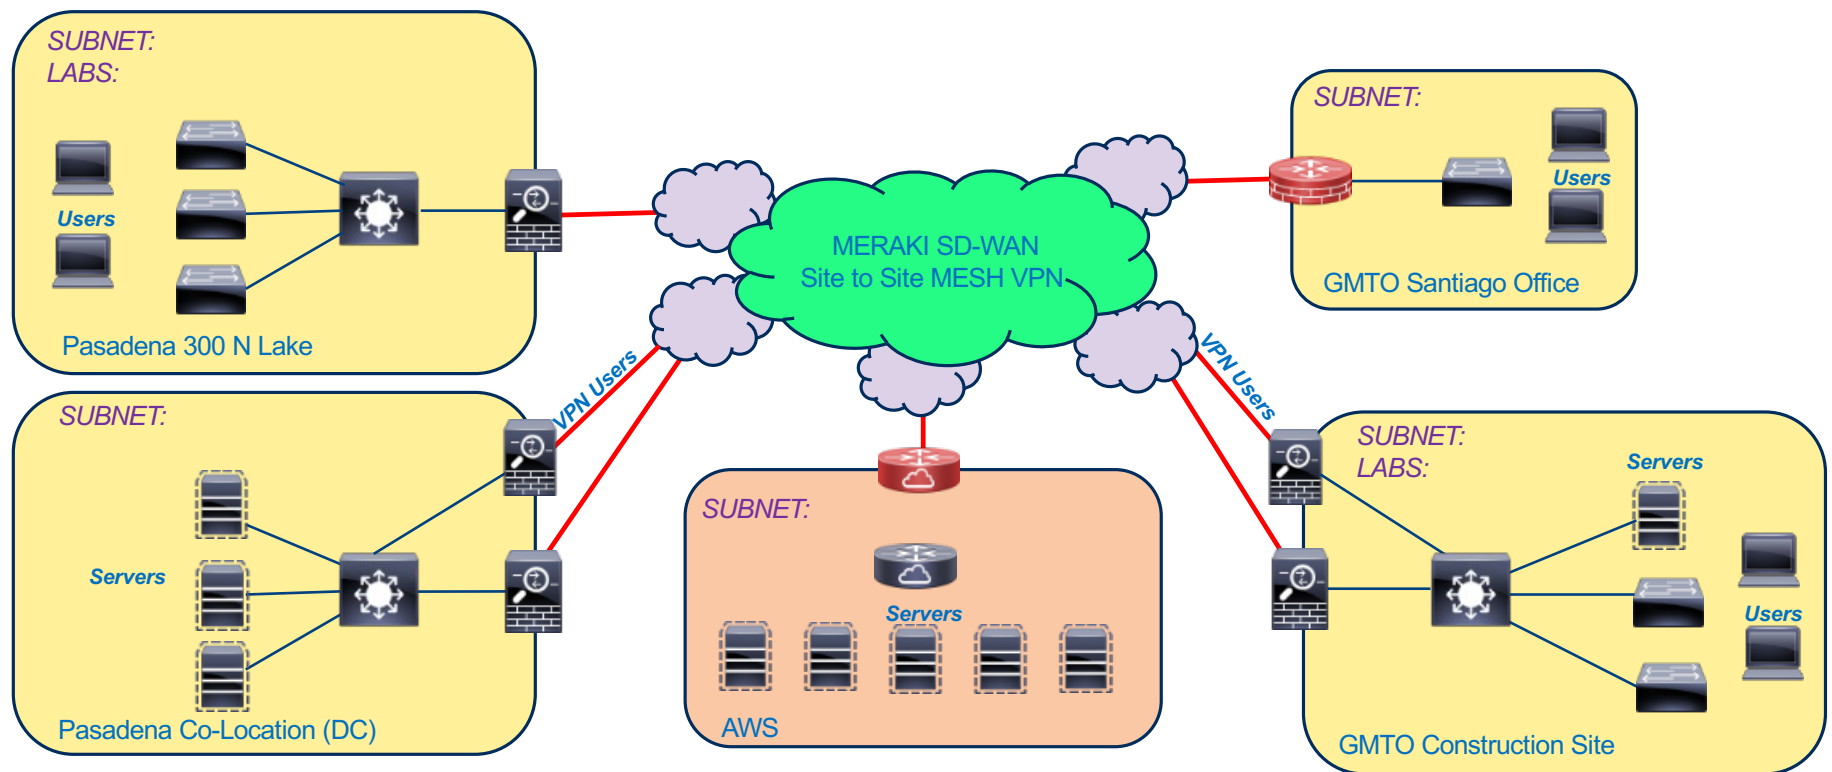 SUBNET:
LABS:
Users
Pasadena 300 N Lake
SUBNET:
Servers
Pasadena Co-Location (DC)
VPN Users
MERAKI SD-WAN
Site to Site MESH VPN
SUBNET:
Servers
AWS
SUBNET:
Users
GMTO Santiago Office
VPN Users
SUBNET:
LABS:
Servers
Users
GMTO Construction Site